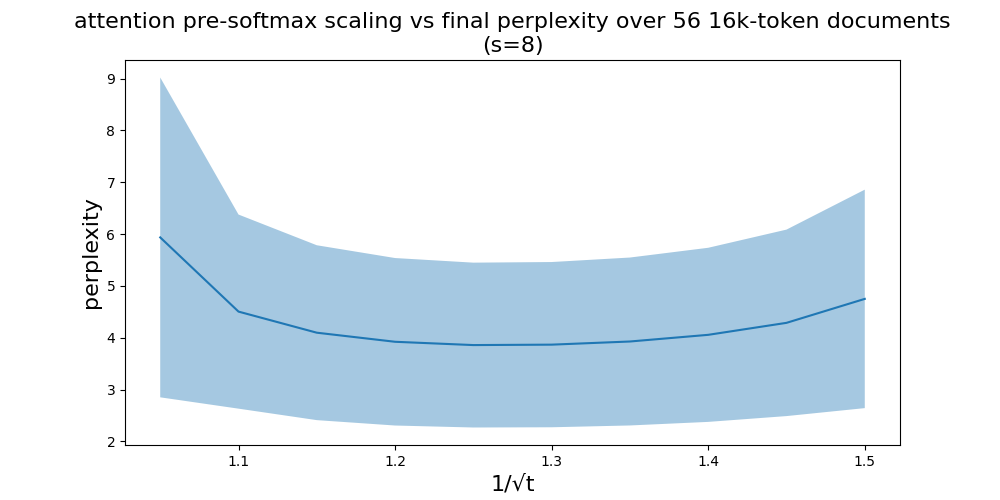 attention pre-softmax scaling vs final perplexity over 56 16k-token documents
(s=8)
9
8
7
6
5
4
3
2
perplexity
1.1 1.2 1.3 1.4 1.5
1/√t